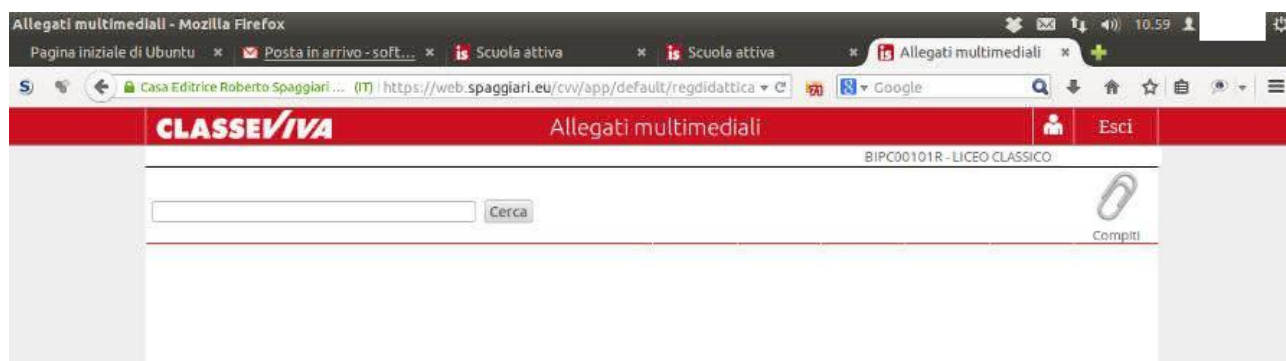 Allegati multimediali - Mozilla Firefox 10.59
Pagina iniziale di Ubuntu Posta in arrivo - soft... Scuola attiva Scuola attiva Allegati multimediali
Casa Editrice Roberto Spaggiari ... (IT) https://web.spaggiari.eu/cvv/app/default/regdidattica Google
CLASSEVIVA Allegati multimediali Esci
BIPC00101R - LICEO CLASSICO
Cerca
Compiti